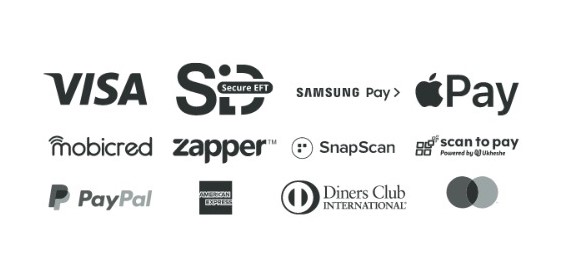 VISA
SiD Secure EFT
SAMSUNG Pay
Pay
mobicred
zapper™
SnapScan
scan to pay
Powered by Ukheshe
PayPal
AMERICAN
EXPRESS
Diners Club
INTERNATIONAL